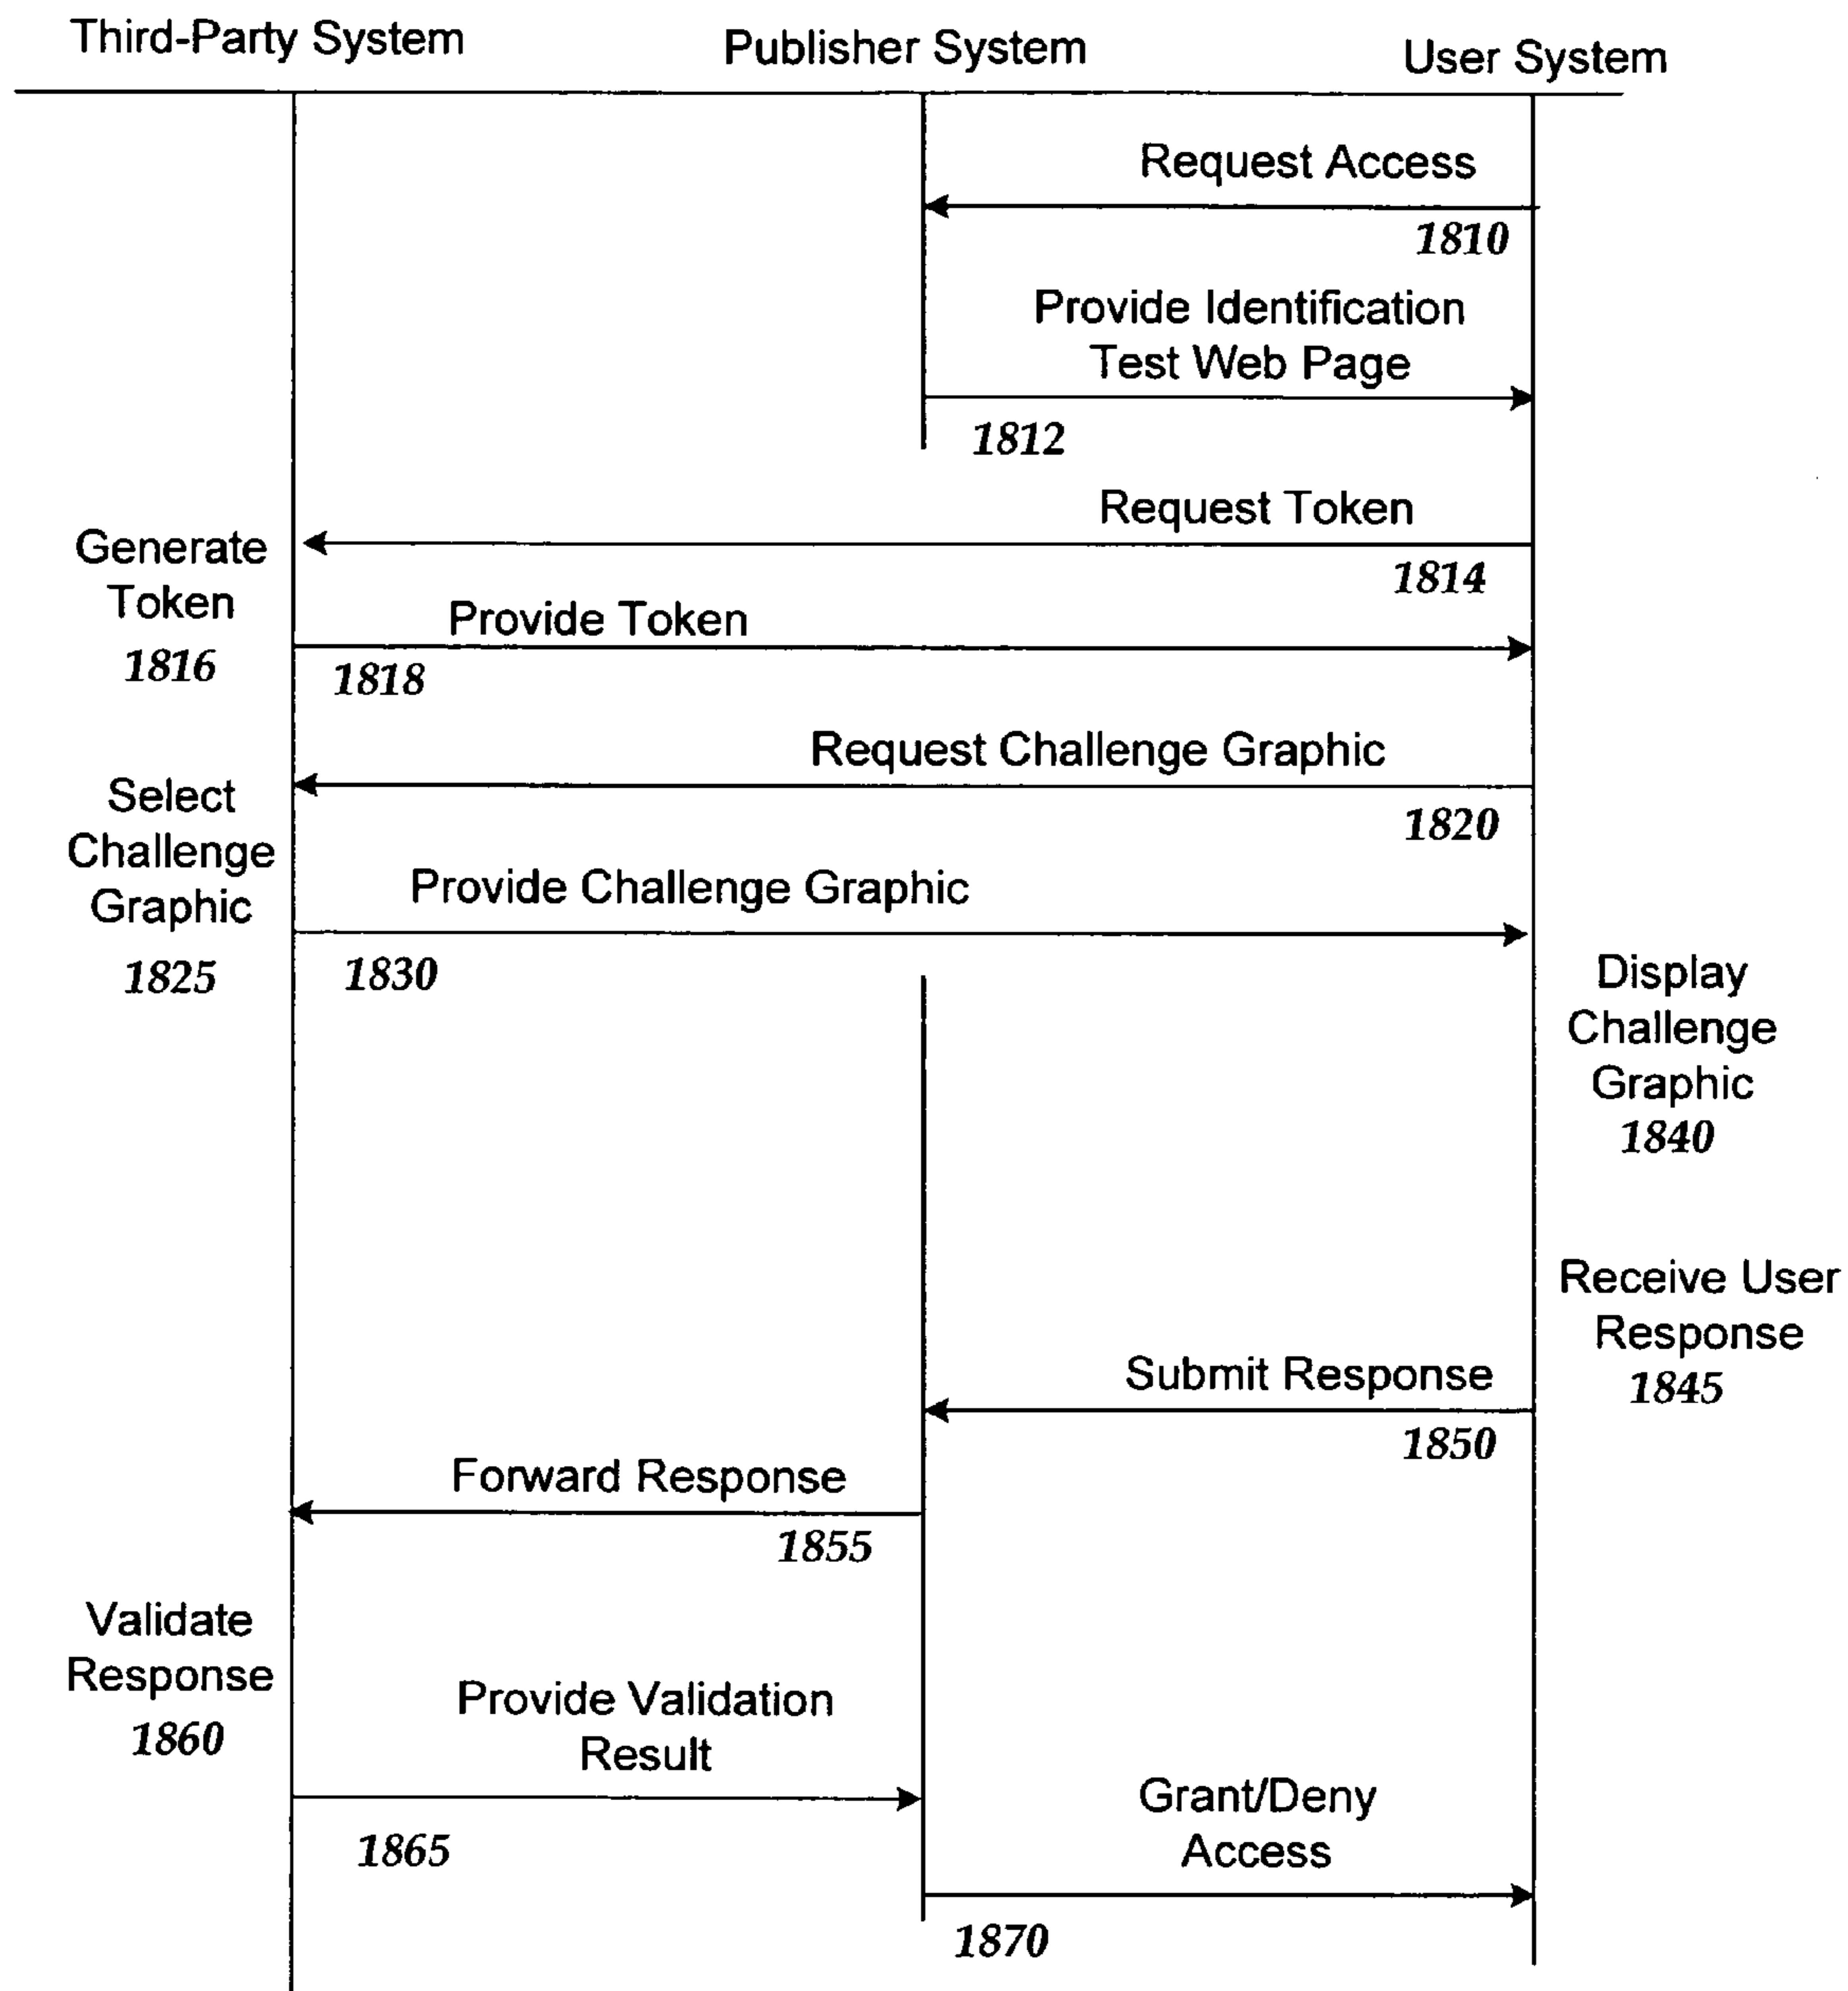 Third-Party System
Publisher System
User System
Request Access
1810
Provide Identification
Test Web Page
1812
Request Token
1814
Generate
Token
1816
Provide Token
1818
Request Challenge Graphic
1820
Select
Challenge
Graphic
1825
Provide Challenge Graphic
1830
Display
Challenge
Graphic
1840
Receive User
Response
1845
Submit Response
1850
Forward Response
1855
Validate
Response
1860
Provide Validation
Result
1865
Grant/Deny
Access
1870